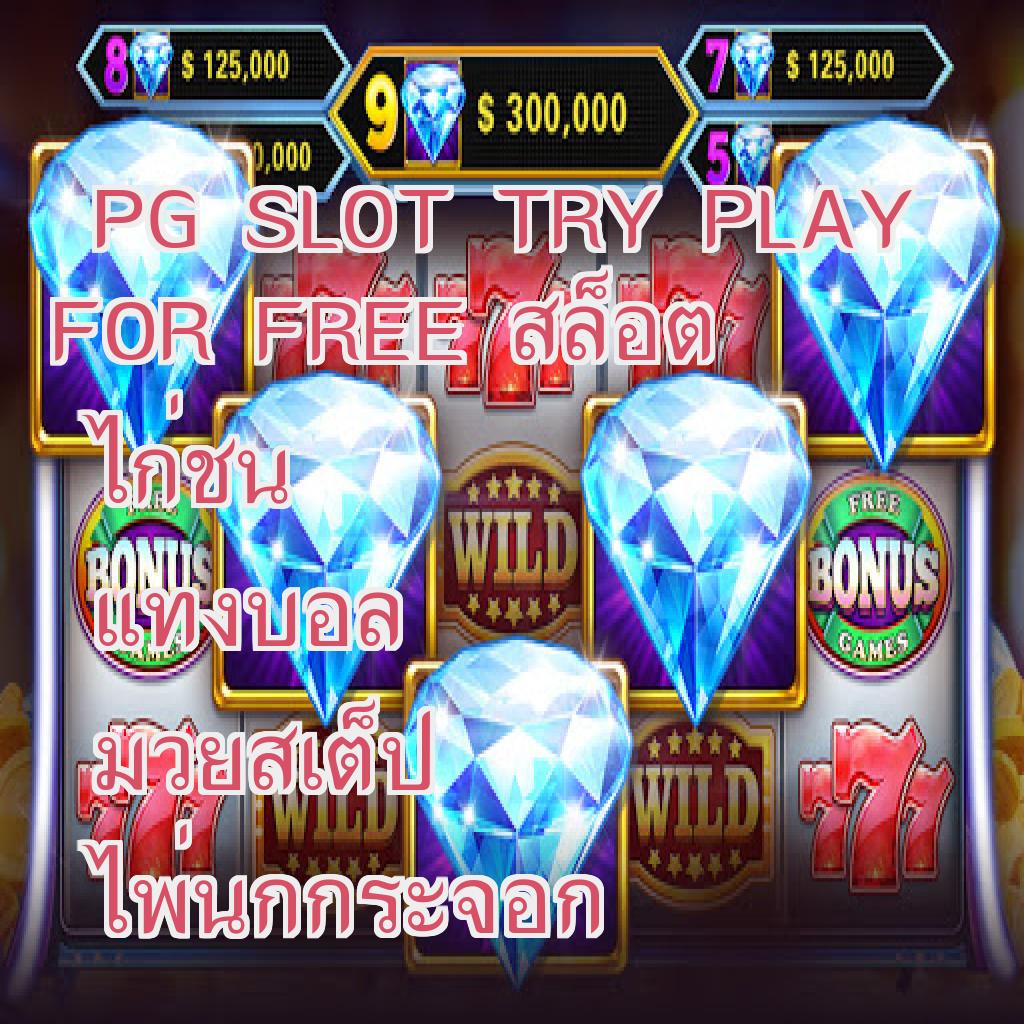 8 $ 125,000
7 $ 125,000
9 $ 300,000
0,000
5
PG SLOT TRY PLAY
FOR FREE สล็อต
ไก่ชน
FREE
WILD
BONUS
BONUS
GAMES
แทงบอล
GAMES
มวยสเต็ป
777
WILD
WILD
777
ไพ่นกกระจอก